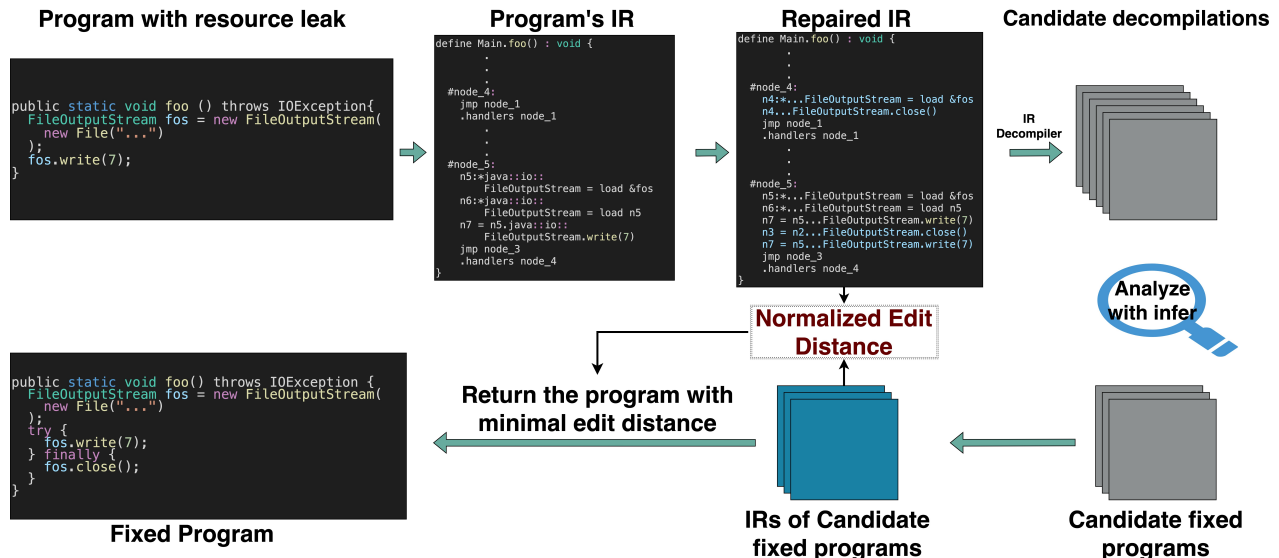 Program with resource leak
public static void foo () throws IOException{
FileOutputStream fos = new FileOutputStream(
new File("...")
);
fos.write(7);
}
Program's IR
define Main.foo() : void {
.
.
.
#node_4:
jmp node_1
.handlers node_1
.
.
.
#node_5:
n5:*java::io::
FileOutputStream = load &fos
n6:*java::io::
FileOutputStream = load n5
n7 = n5.java::io::
FileOutputStream.write(7)
jmp node_3
.handlers node_4
}
Repaired IR
define Main.foo() : void {
.
.
.
#node_4:
n4:*...FileOutputStream = load &fos
n4...FileOutputStream.close()
jmp node_1
.handlers node_1
.
.
.
#node_5:
n5:*...FileOutputStream = load &fos
n6:*...FileOutputStream = load n5
n7 = n5...FileOutputStream.write(7)
n3 = n2...FileOutputStream.close()
n7 = n5...FileOutputStream.write(7)
jmp node_3
.handlers node_4
}
IR
Decompiler
Candidate decompilations
Analyze
with infer
Normalized Edit
Distance
Return the program with
minimal edit distance
public static void foo() throws IOException {
FileOutputStream fos = new FileOutputStream(
new File("...")
);
try {
fos.write(7);
} finally {
fos.close();
}
}
Fixed Program
IRs of Candidate
fixed programs
Candidate fixed
programs